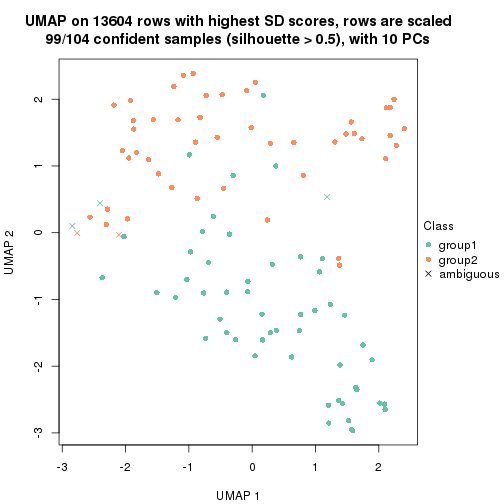 UMAP on 13604 rows with highest SD scores, rows are scaled
99/104 confident samples (silhouette > 0.5), with 10 PCs
2
1
0
-1
-2
-3
UMAP 2
-3 -2 -1 0 1 2
UMAP 1
Class
group1
group2
ambiguous